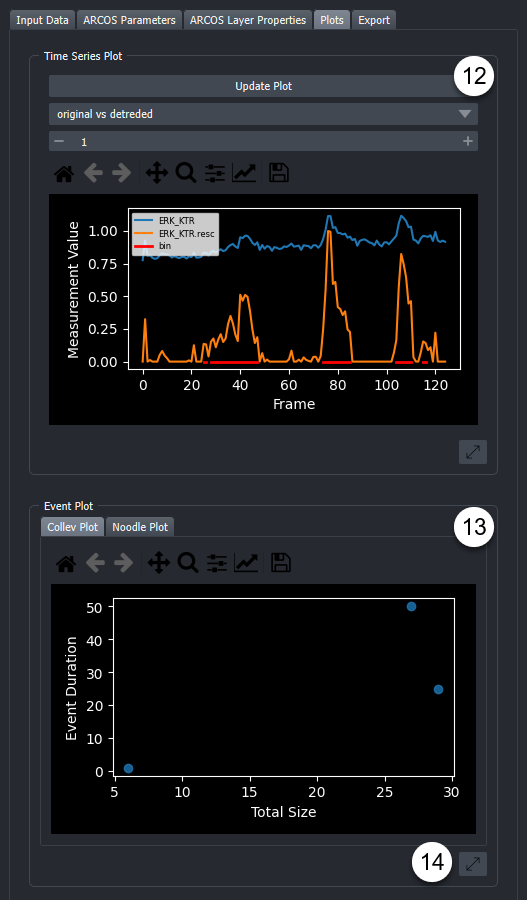 Input Data ARCOS Parameters ARCOS Layer Properties Plots Export
Time Series Plot
12
Update Plot
original vs detreded
1
ERK_KTR
ERK_KTR.resc
bin
Measurement Value
1.00
0.75
0.50
0.25
0.00
0 20 40 60 80 100 120
Frame
Event Plot
13
Collev Plot Noodle Plot
Event Duration
50
40
30
20
10
0
5 10 15 20 25 30
Total Size
14